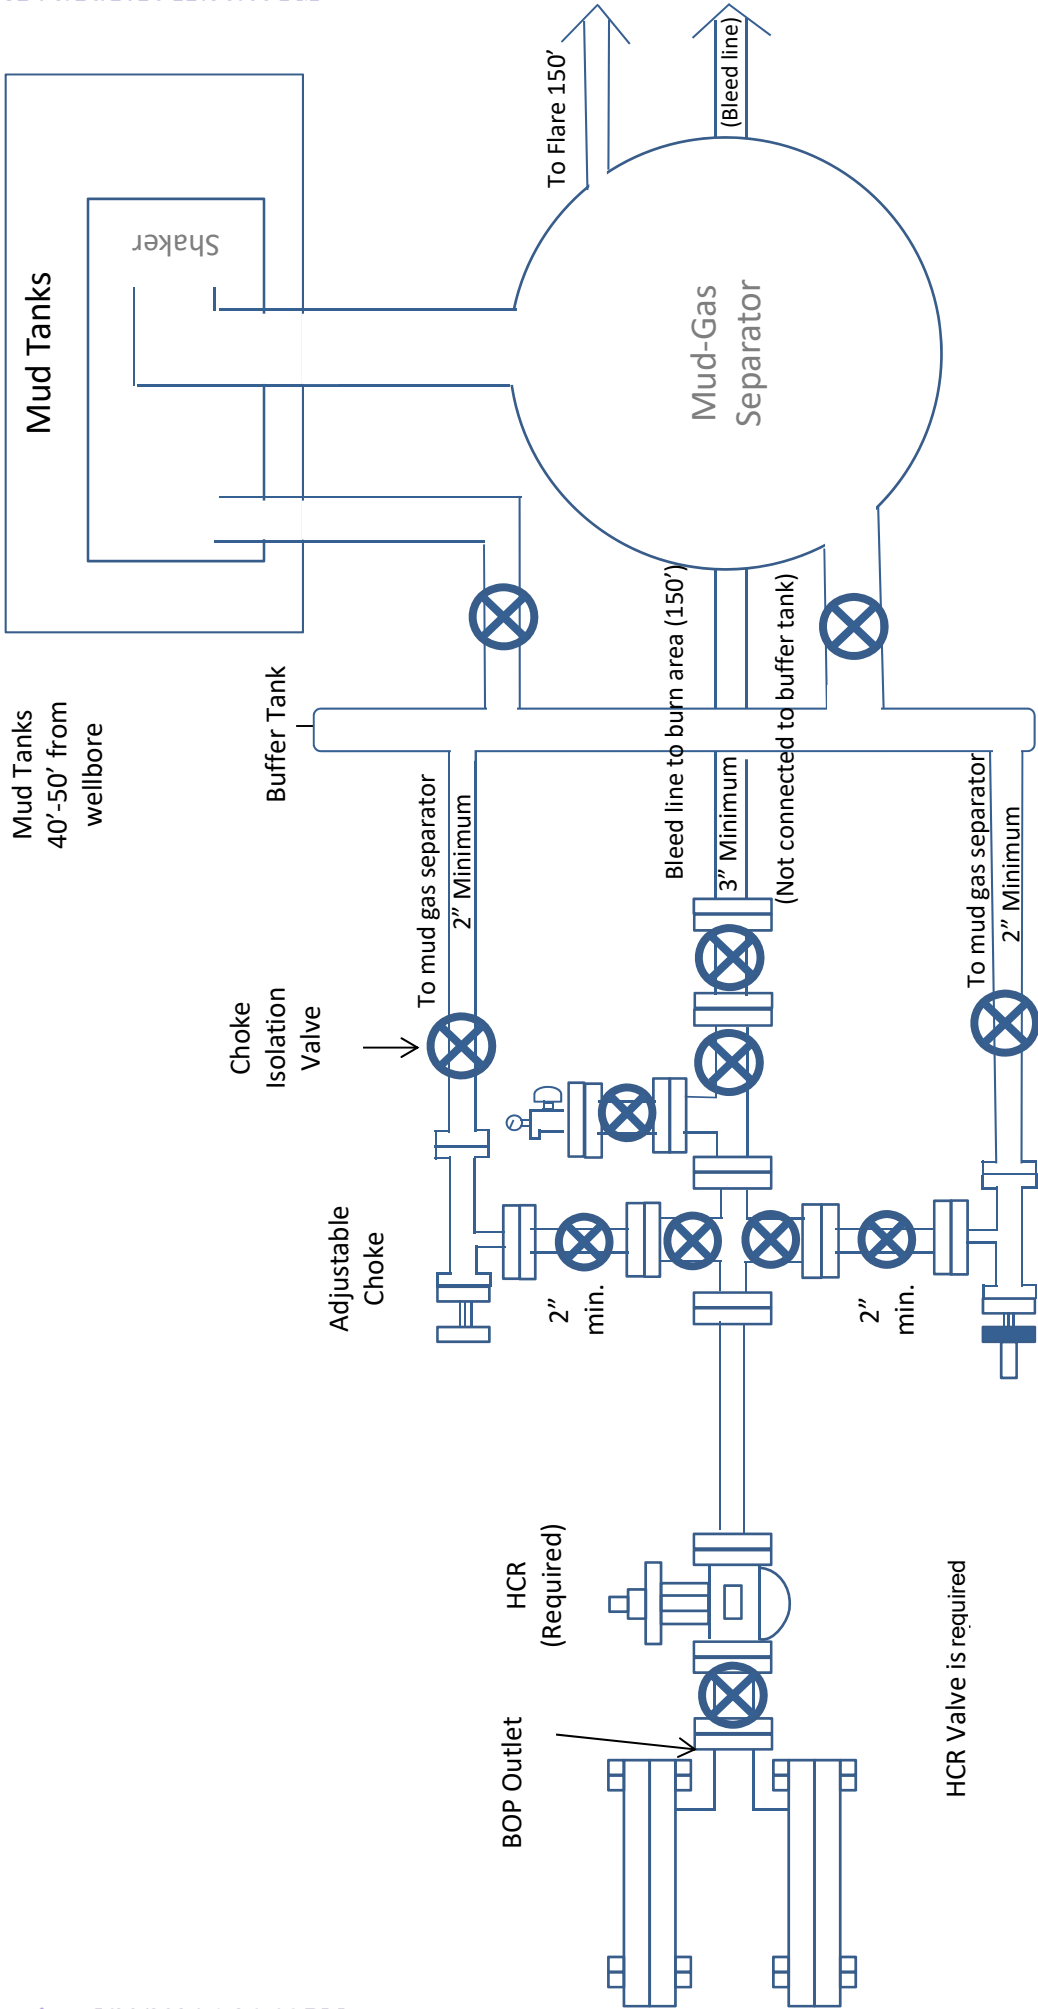 Mud Tanks
Shaker
To Flare 150’
(Bleed line)
Mud-Gas
Separator
Mud Tanks
40’-50’ from
wellbore
Buffer Tank
Bleed line to burn area (150’)
3” Minimum
(Not connected to buffer tank)
To mud gas separator
2” Minimum
To mud gas separator
2” Minimum
Choke
Isolation
Valve
Adjustable
Choke
2”
min.
2”
min.
HCR
(Required)
BOP Outlet
HCR Valve is required